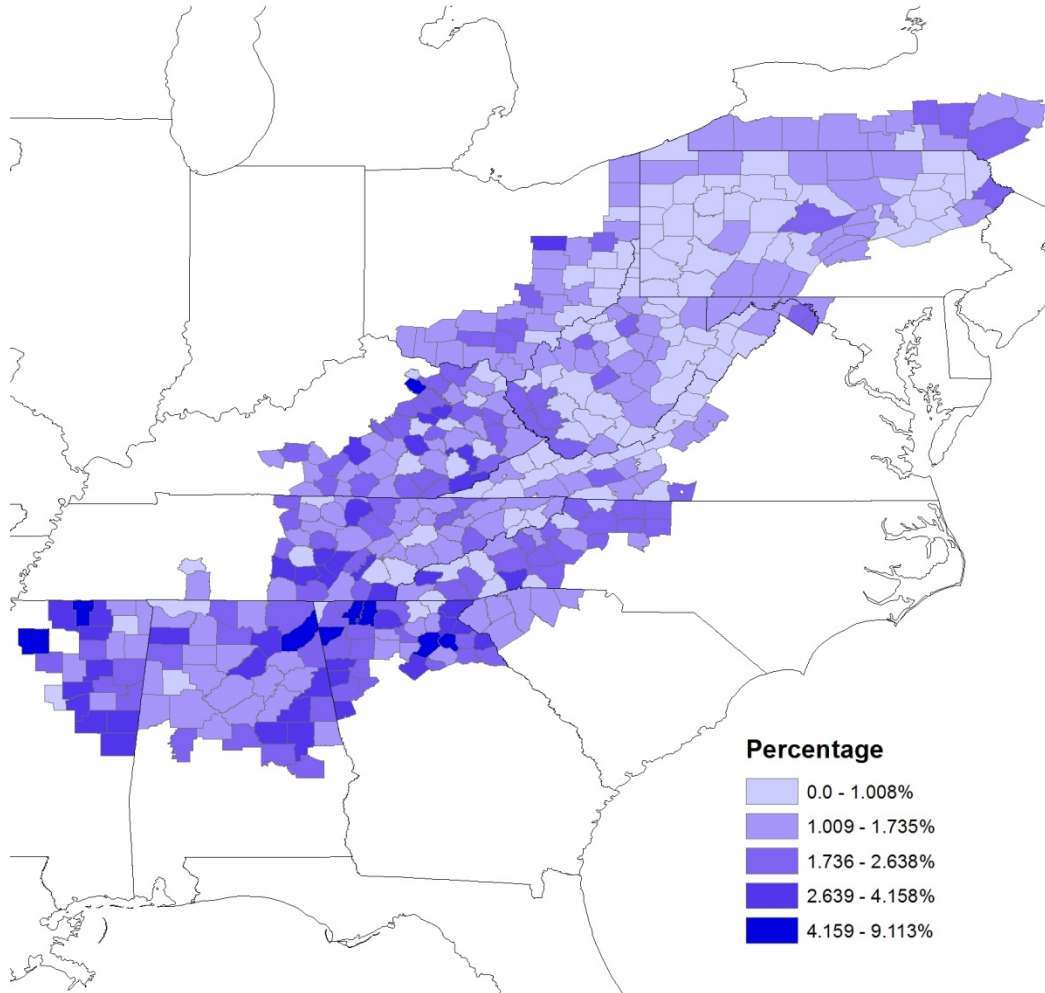 Percentage
0.0 - 1.008%
1.009 - 1.735%
1.736 - 2.638%
2.639 - 4.158%
4.159 - 9.113%